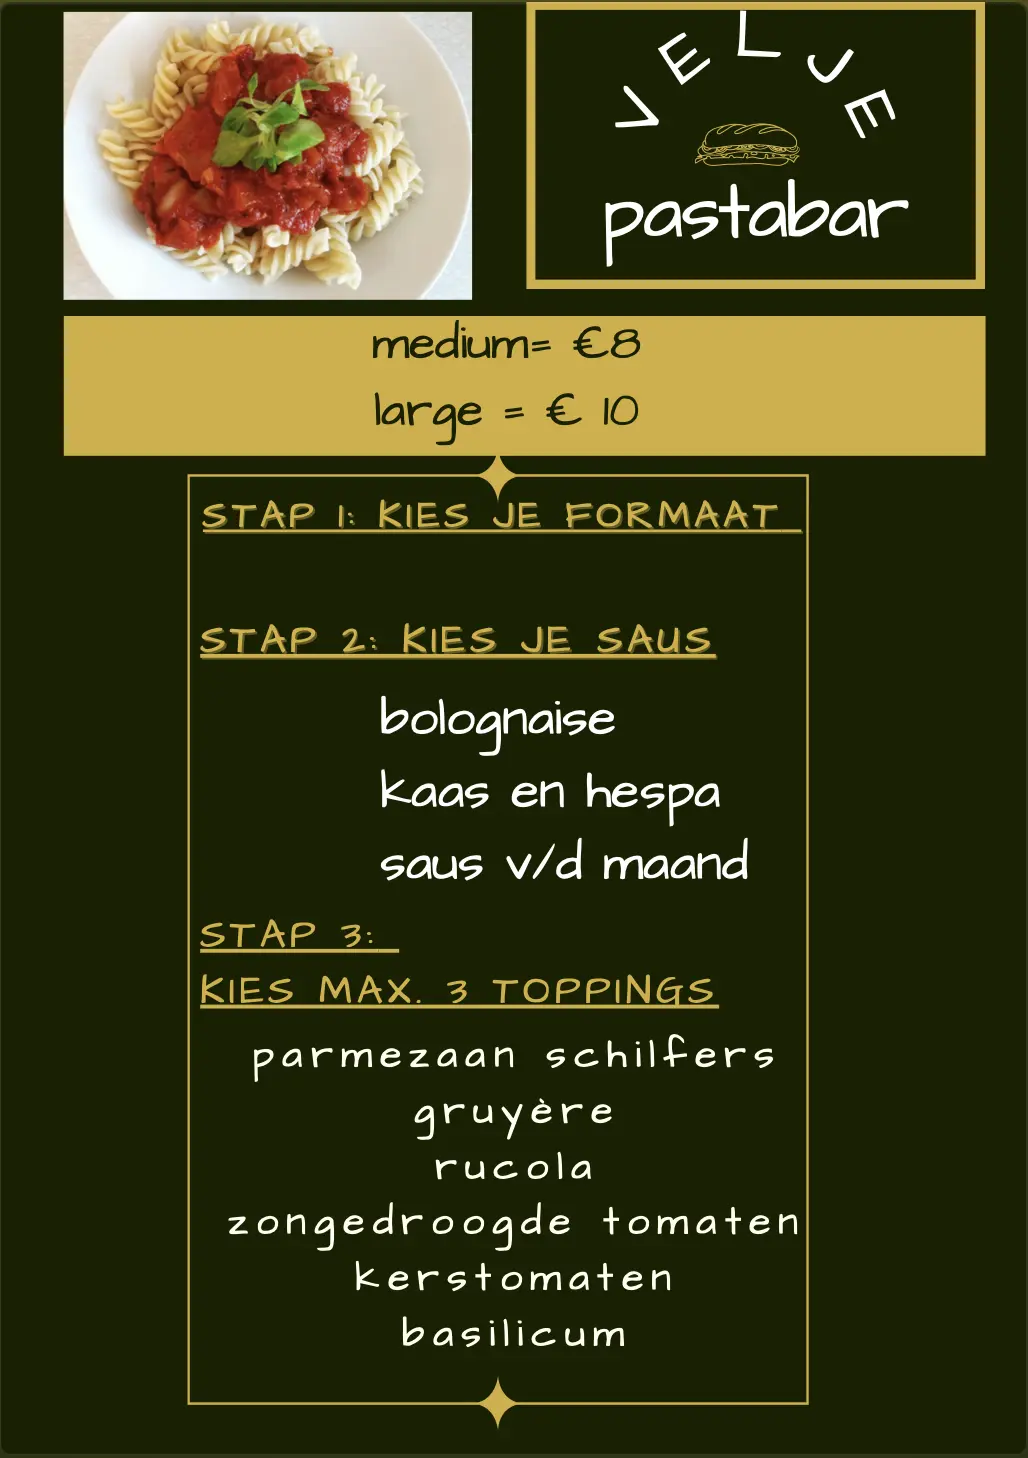 VELJE
pastabar
medium= €8
large = € 10
STAP 1: KIES JE FORMAAT
STAP 2: KIES JE SAUS
bolognaise
kaas en hespa
saus v/d maand
STAP 3:
KIES MAX. 3 TOPPINGS
parmezaan schilfers
gruyère
rucola
zongedroogde tomaten
kerstomaten
basilicum